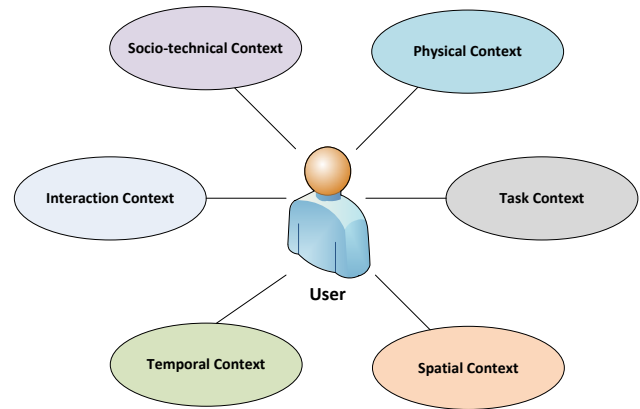 Socio-technical Context
Physical Context
Interaction Context
Task Context
User
Temporal Context
Spatial Context